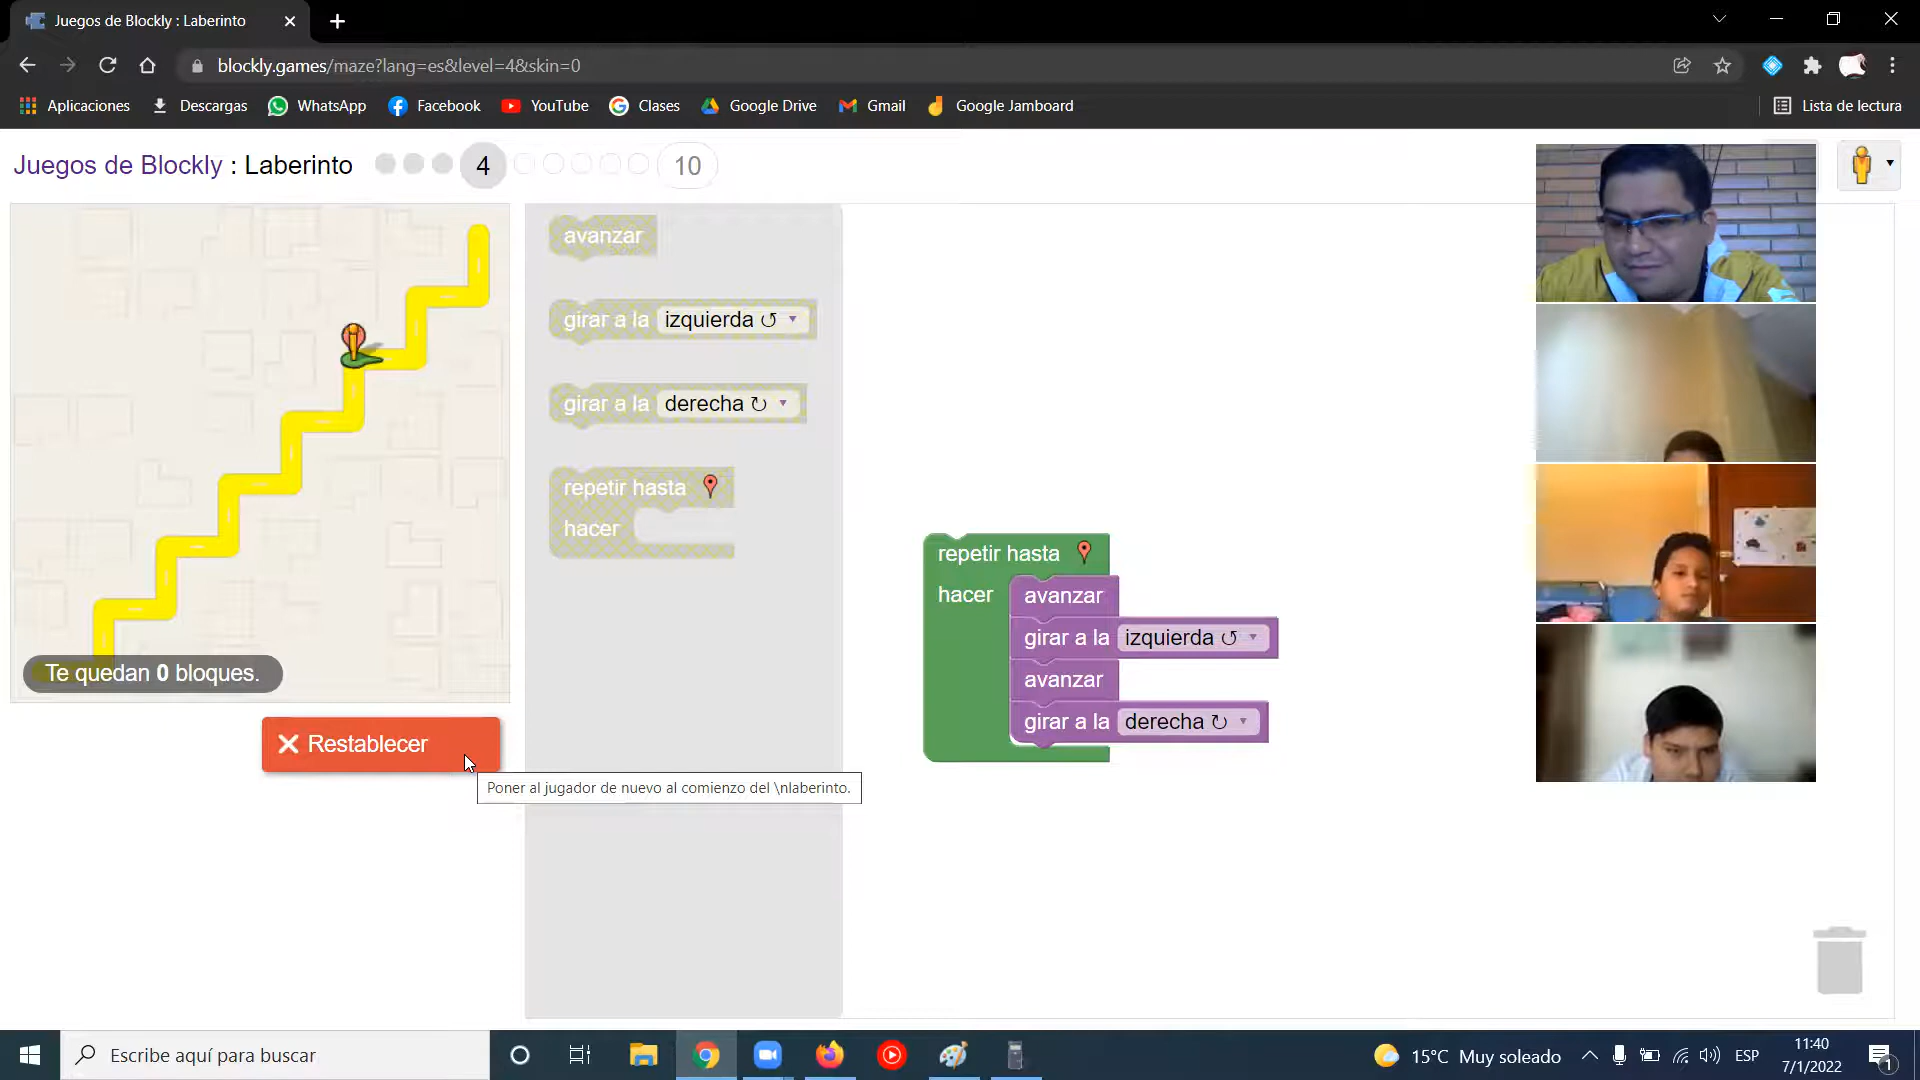 Juegos de Blockly : Laberinto
blockly.games/maze?lang=es&level=4&skin=0
Aplicaciones
Descargas
WhatsApp
Facebook
YouTube
Clases
Google Drive
Gmail
Google Jamboard
Lista de lectura
Juegos de Blockly : Laberinto
4
10
avanzar
girar a la izquierda ↺ ▾
girar a la derecha ↻ ▾
repetir hasta
hacer
repetir hasta
hacer avanzar
girar a la izquierda ↺ ▾
avanzar
girar a la derecha ↻ ▾
Te quedan 0 bloques.
Restablecer
Poner al jugador de nuevo al comienzo del \nlaberinto.
Escribe aquí para buscar
15°C Muy soleado
ESP
11:40
7/1/2022
1